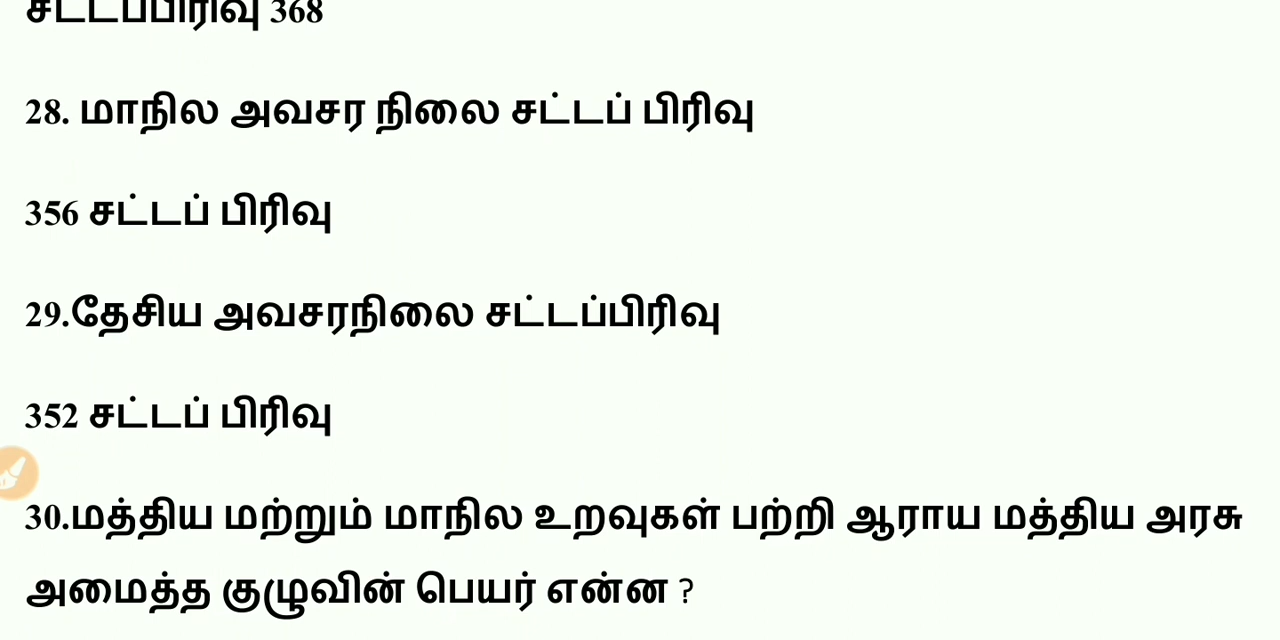 சட்டப்பிரிவு 368
28. மாநில அவசர நிலை சட்டப் பிரிவு
356 சட்டப் பிரிவு
29.தேசிய அவசரநிலை சட்டப்பிரிவு
352 சட்டப் பிரிவு
30.மத்திய மற்றும் மாநில உறவுகள் பற்றி ஆராய மத்திய அரசு
அமைத்த குழுவின் பெயர் என்ன ?